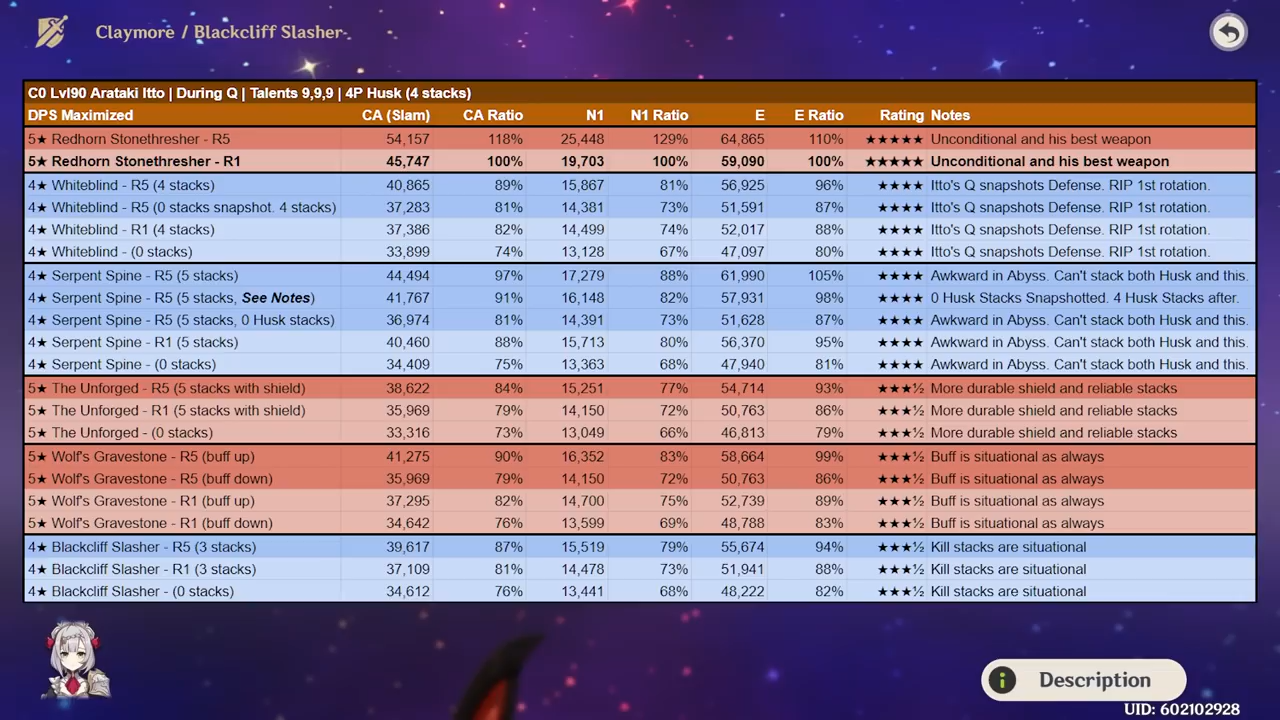 Claymore / Blackcliff Slasher
C0 Lvl90 Arataki Itto | During Q | Talents 9,9,9 | 4P Husk (4 stacks)
DPS Maximized CA (Slam) CA Ratio N1 N1 Ratio E E Ratio Rating Notes
5★ Redhorn Stonethresher - R5 54,157 118% 25,448 129% 64,865 110% ★★★★★ Unconditional and his best weapon
5★ Redhorn Stonethresher - R1 45,747 100% 19,703 100% 59,090 100% ★★★★★ Unconditional and his best weapon
4★ Whiteblind - R5 (4 stacks) 40,865 89% 15,867 81% 56,925 96% ★★★★ Itto's Q snapshots Defense. RIP 1st rotation.
4★ Whiteblind - R5 (0 stacks snapshot. 4 stacks) 37,283 81% 14,381 73% 51,591 87% ★★★★ Itto's Q snapshots Defense. RIP 1st rotation.
4★ Whiteblind - R1 (4 stacks) 37,386 82% 14,499 74% 52,017 88% ★★★★ Itto's Q snapshots Defense. RIP 1st rotation.
4★ Whiteblind - (0 stacks) 33,899 74% 13,128 67% 47,097 80% ★★★★ Itto's Q snapshots Defense. RIP 1st rotation.
4★ Serpent Spine - R5 (5 stacks) 44,494 97% 17,279 88% 61,990 105% ★★★★ Awkward in Abyss. Can't stack both Husk and this.
4★ Serpent Spine - R5 (5 stacks, See Notes) 41,767 91% 16,148 82% 57,931 98% ★★★★ 0 Husk Stacks Snapshotted. 4 Husk Stacks after.
4★ Serpent Spine - R5 (5 stacks, 0 Husk stacks) 36,974 81% 14,391 73% 51,628 87% ★★★★ Awkward in Abyss. Can't stack both Husk and this.
4★ Serpent Spine - R1 (5 stacks) 40,460 88% 15,713 80% 56,370 95% ★★★★ Awkward in Abyss. Can't stack both Husk and this.
4★ Serpent Spine - (0 stacks) 34,409 75% 13,363 68% 47,940 81% ★★★★ Awkward in Abyss. Can't stack both Husk and this.
5★ The Unforged - R5 (5 stacks with shield) 38,622 84% 15,251 77% 54,714 93% ★★★½ More durable shield and reliable stacks
5★ The Unforged - R1 (5 stacks with shield) 35,969 79% 14,150 72% 50,763 86% ★★★½ More durable shield and reliable stacks
5★ The Unforged - (0 stacks) 33,316 73% 13,049 66% 46,813 79% ★★★½ More durable shield and reliable stacks
5★ Wolf's Gravestone - R5 (buff up) 41,275 90% 16,352 83% 58,664 99% ★★★½ Buff is situational as always
5★ Wolf's Gravestone - R5 (buff down) 35,969 79% 14,150 72% 50,763 86% ★★★½ Buff is situational as always
5★ Wolf's Gravestone - R1 (buff up) 37,295 82% 14,700 75% 52,739 89% ★★★½ Buff is situational as always
5★ Wolf's Gravestone - R1 (buff down) 34,642 76% 13,599 69% 48,788 83% ★★★½ Buff is situational as always
4★ Blackcliff Slasher - R5 (3 stacks) 39,617 87% 15,519 79% 55,674 94% ★★★½ Kill stacks are situational
4★ Blackcliff Slasher - R1 (3 stacks) 37,109 81% 14,478 73% 51,941 88% ★★★½ Kill stacks are situational
4★ Blackcliff Slasher - (0 stacks) 34,612 76% 13,441 68% 48,222 82% ★★★½ Kill stacks are situational
Description
UID: 602102928